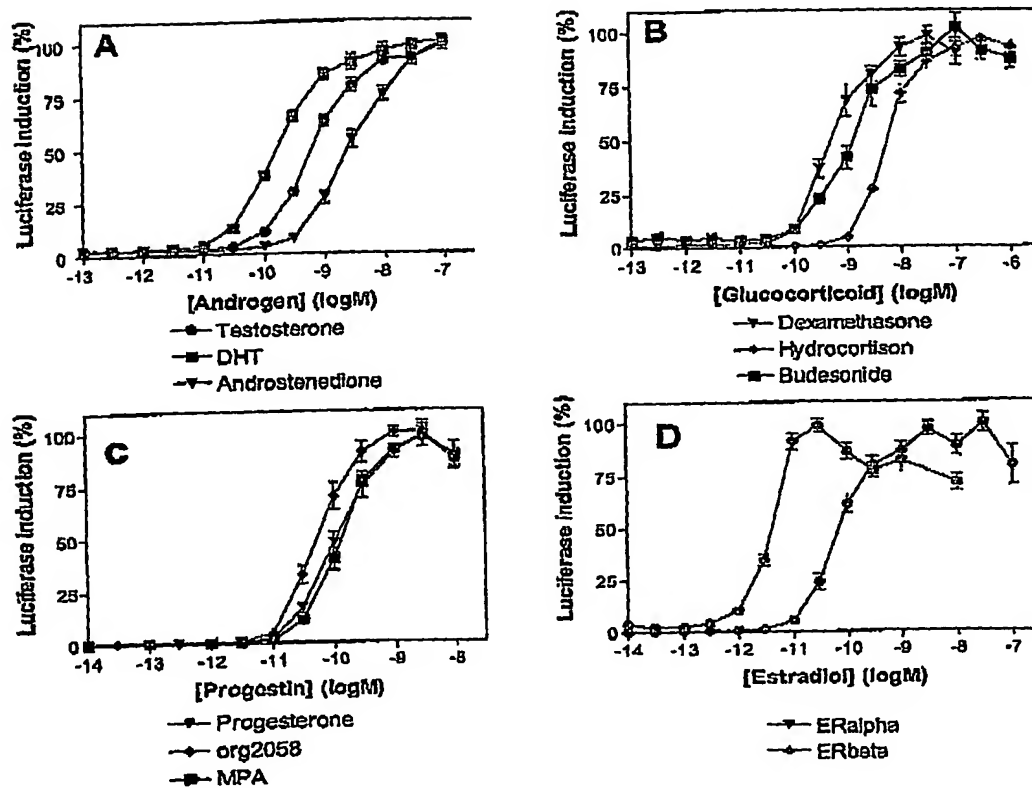 A
Luciferase Induction (%)
100
75
50
25
0
-13 -12 -11 -10 -9 -8 -7
[Androgen] (logM)
Testosterone
DHT
Androstenedione
B
Luciferase Induction (%)
100
75
50
25
0
-13 -12 -11 -10 -9 -8 -7 -6
[Glucocorticoid] (logM)
Dexamethasone
Hydrocortison
Budesonide
C
Luciferase Induction (%)
100
75
50
25
0
-14 -13 -12 -11 -10 -9 -8
[Progestin] (logM)
Progesterone
org2058
MPA
D
Luciferase Induction (%)
100
75
50
25
0
-14 -13 -12 -11 -10 -9 -8 -7
[Estradiol] (logM)
ERalpha
ERbeta